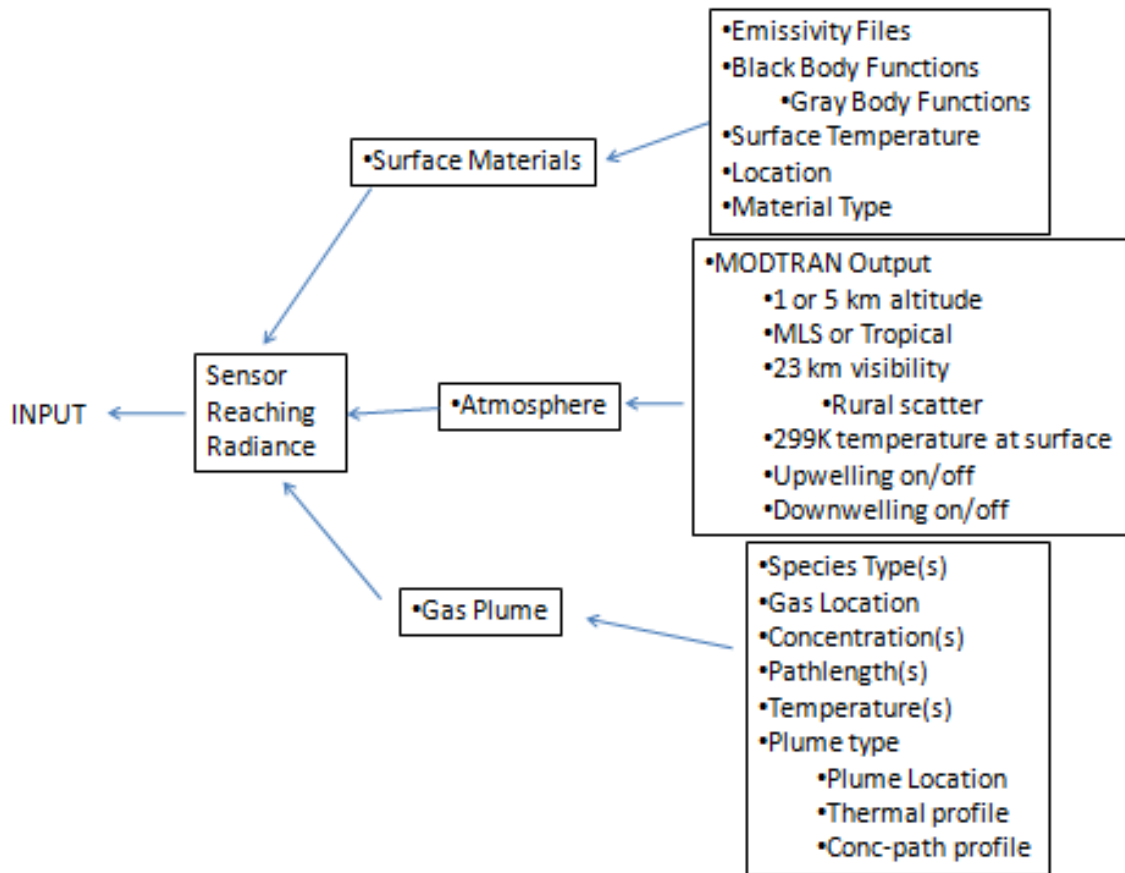 •Emissivity Files
•Black Body Functions
•Gray Body Functions
•Surface Temperature
•Location
•Material Type
•Surface Materials
•MODTRAN Output
•1 or 5 km altitude
•MLS or Tropical
•23 km visibility
•Rural scatter
•299K temperature at surface
•Upwelling on/off
•Downwelling on/off
•Atmosphere
Sensor
Reaching
Radiance
INPUT
•Gas Plume
•Species Type(s)
•Gas Location
•Concentration(s)
•Pathlength(s)
•Temperature(s)
•Plume type
•Plume Location
•Thermal profile
•Conc-path profile